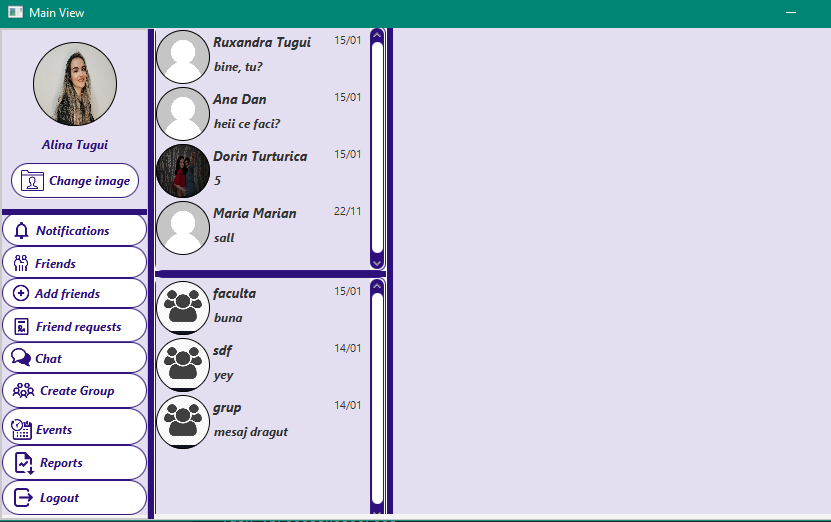 Main View
Alina Tugui
Change image
Notifications
Friends
Add friends
Friend requests
Chat
Create Group
Events
Reports
Logout
Ruxandra Tugui 15/01
bine, tu?
Ana Dan 15/01
heii ce faci?
Dorin Turturica 15/01
5
Maria Marian 22/11
sall
faculta 15/01
buna
sdf 14/01
yey
grup 14/01
mesaj dragut